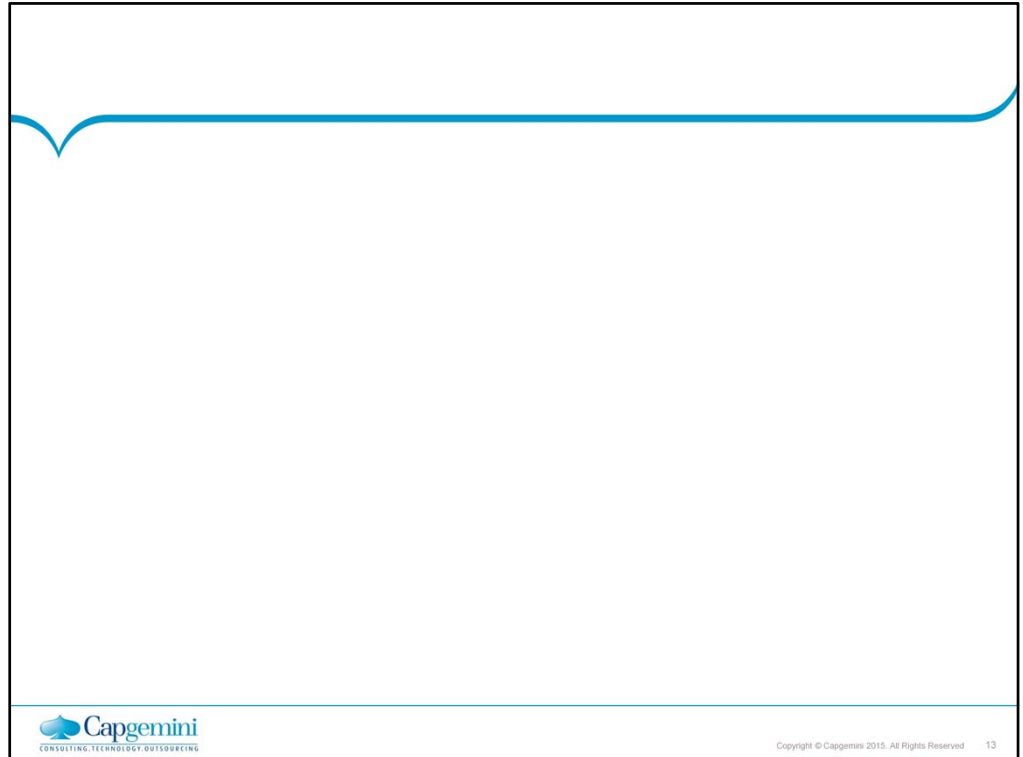 Capgemini
CONSULTING.TECHNOLOGY.OUTSOURCING
Copyright © Capgemini 2015. All Rights Reserved 13